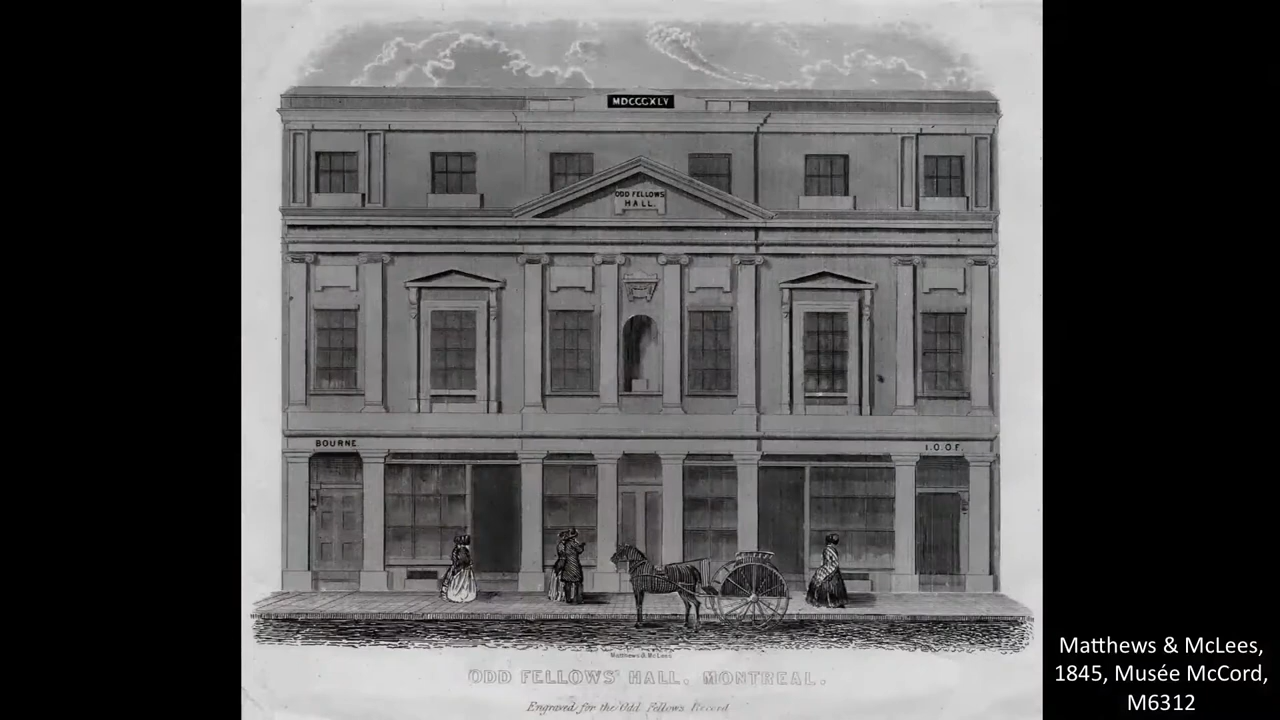 MDCCCXLV
ODD FELLOWS
HALL.
BOURNE
I.O.O.F.
Matthews & McLees
ODD FELLOWS' HALL, MONTREAL.
Engraved for the Odd Fellows Record
Matthews & McLees,
1845, Musée McCord,
M6312